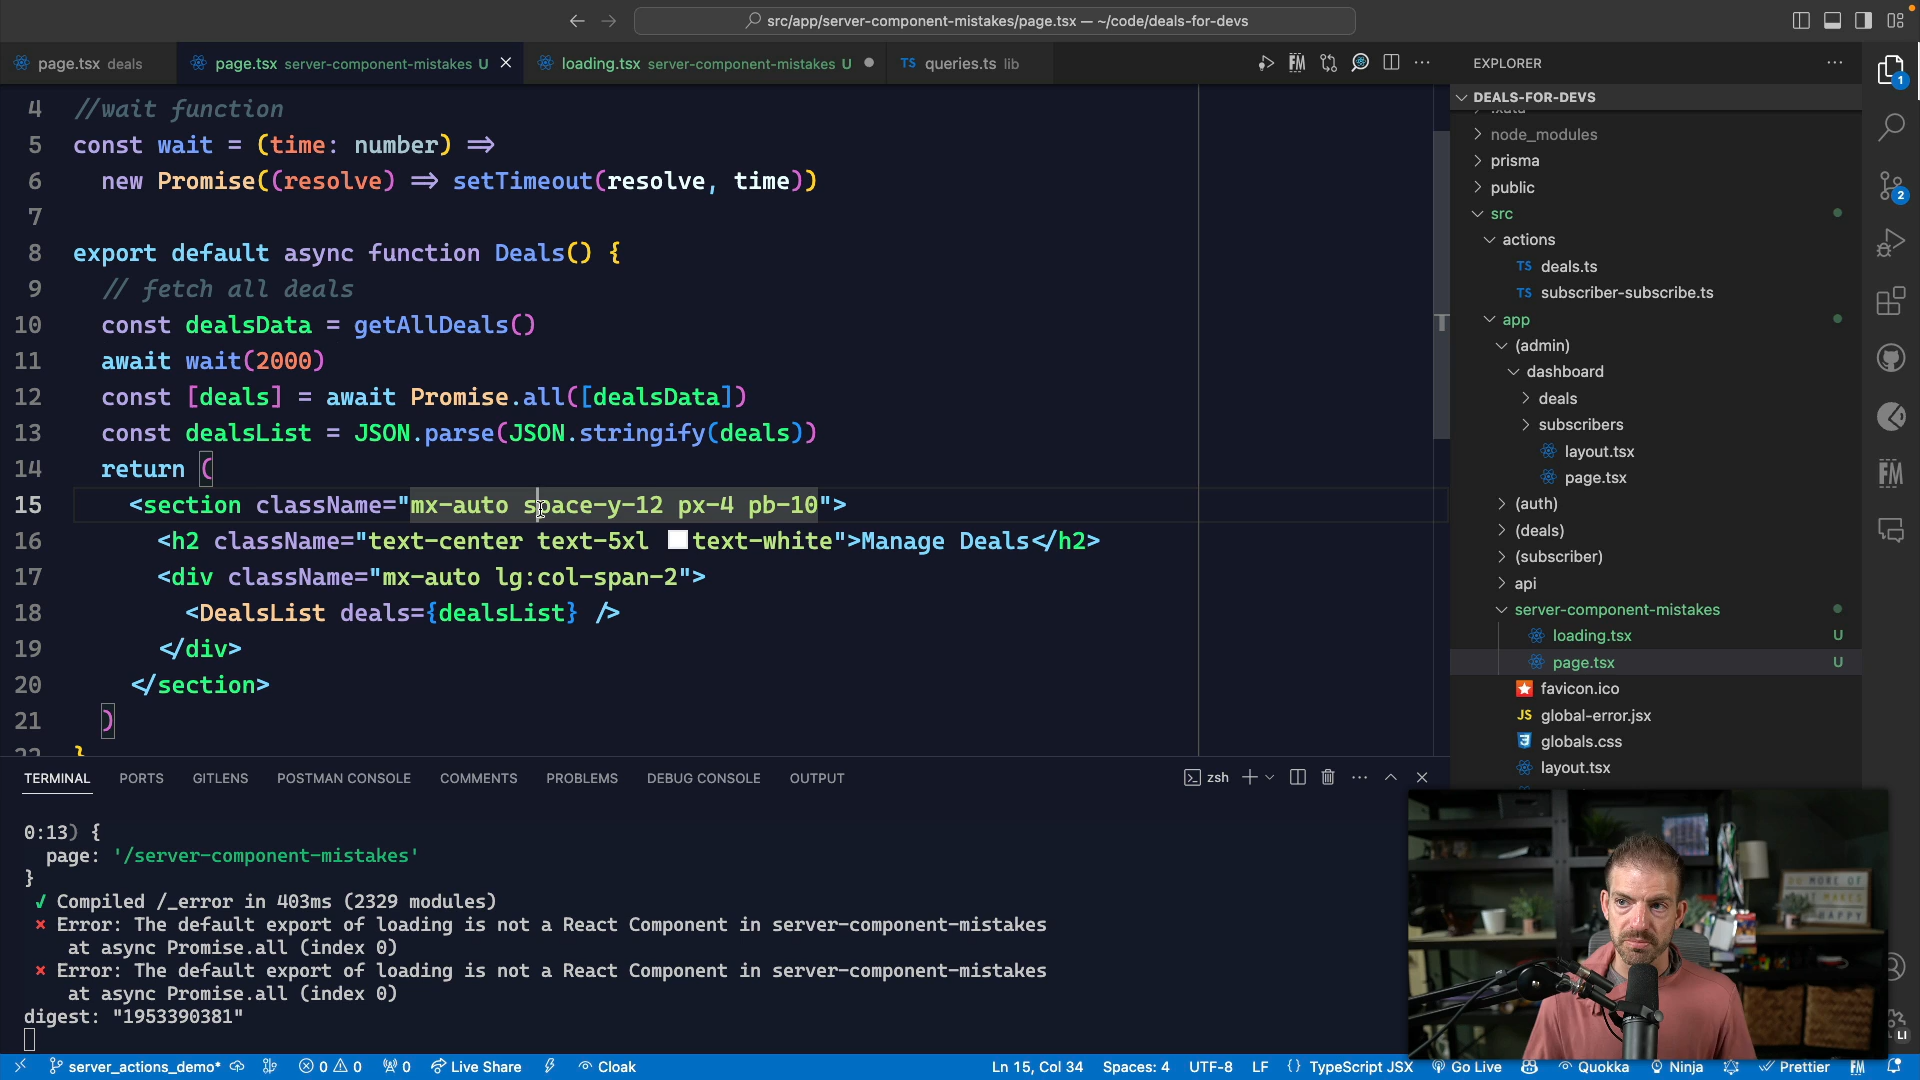 src/app/server-component-mistakes/page.tsx — ~/code/deals-for-devs
page.tsx deals
page.tsx server-component-mistakes U
loading.tsx server-component-mistakes U
TS queries.ts lib
4 //wait function
5 const wait = (time: number) =>
6 new Promise((resolve) => setTimeout(resolve, time))
7
8 export default async function Deals() {
9 // fetch all deals
10 const dealsData = getAllDeals()
11 await wait(2000)
12 const [deals] = await Promise.all([dealsData])
13 const dealsList = JSON.parse(JSON.stringify(deals))
14 return (
15 <section className="mx-auto space-y-12 px-4 pb-10">
16 <h2 className="text-center text-5xl text-white">Manage Deals</h2>
17 <div className="mx-auto lg:col-span-2">
18 <DealsList deals={dealsList} />
19 </div>
20 </section>
21 )
22 }
EXPLORER
DEALS-FOR-DEVS
.xata
node_modules
prisma
public
src
actions
TS deals.ts
TS subscriber-subscribe.ts
app
(admin)
dashboard
deals
subscribers
layout.tsx
page.tsx
(auth)
(deals)
(subscriber)
api
server-component-mistakes
loading.tsx U
page.tsx U
favicon.ico
JS global-error.jsx
globals.css
layout.tsx
1
2
FM
TERMINAL PORTS GITLENS POSTMAN CONSOLE COMMENTS PROBLEMS DEBUG CONSOLE OUTPUT
zsh
0:13) {
page: '/server-component-mistakes'
}
✓ Compiled /_error in 403ms (2329 modules)
⨯ Error: The default export of loading is not a React Component in server-component-mistakes
at async Promise.all (index 0)
⨯ Error: The default export of loading is not a React Component in server-component-mistakes
at async Promise.all (index 0)
digest: "1953390381"
server_actions_demo* 0 0 0 Live Share Cloak
Ln 15, Col 34 Spaces: 4 UTF-8 LF {} TypeScript JSX Go Live Quokka Ninja Prettier FM